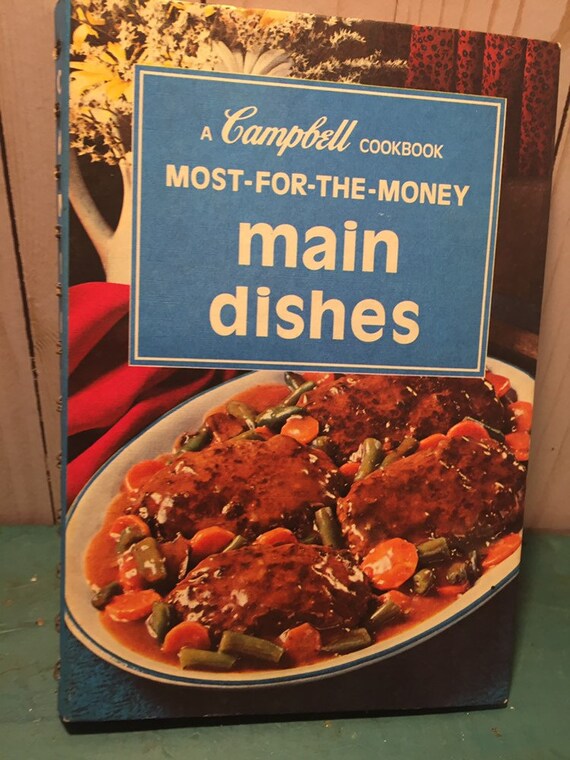 A Campbell COOKBOOK
MOST-FOR-THE-MONEY
main
dishes